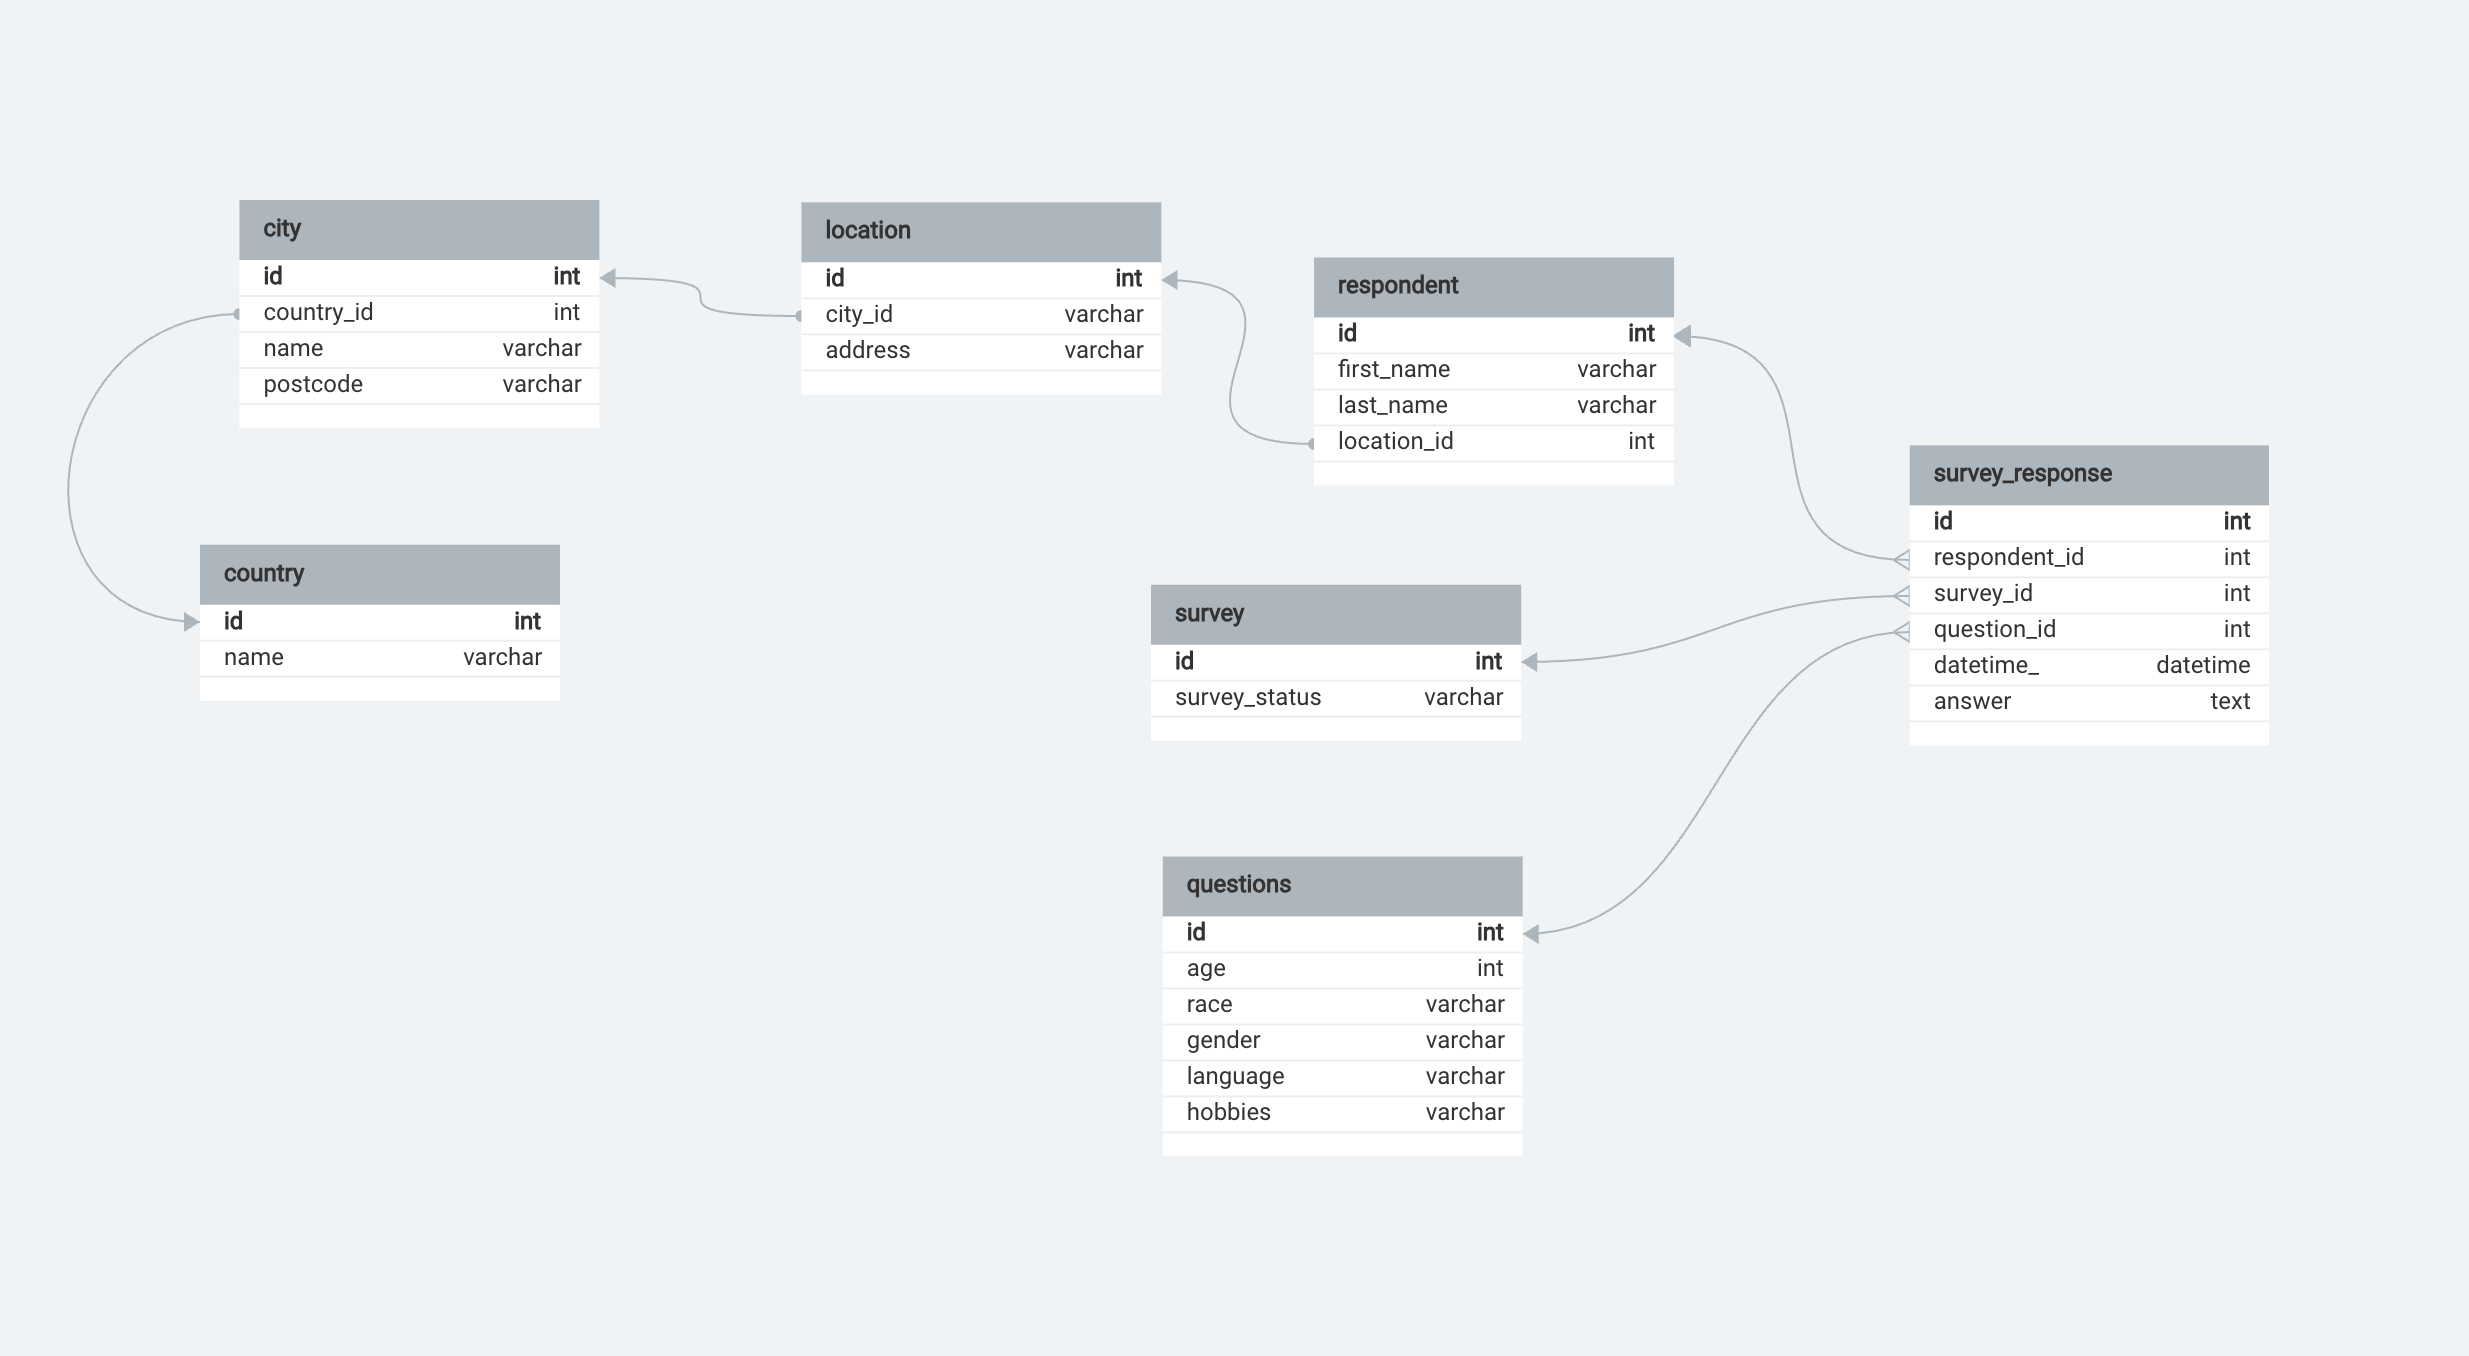 city
id int
country_id int
name varchar
postcode varchar
location
id int
city_id varchar
address varchar
respondent
id int
first_name varchar
last_name varchar
location_id int
survey_response
id int
respondent_id int
survey_id int
question_id int
datetime_ datetime
answer text
country
id int
name varchar
survey
id int
survey_status varchar
questions
id int
age int
race varchar
gender varchar
language varchar
hobbies varchar